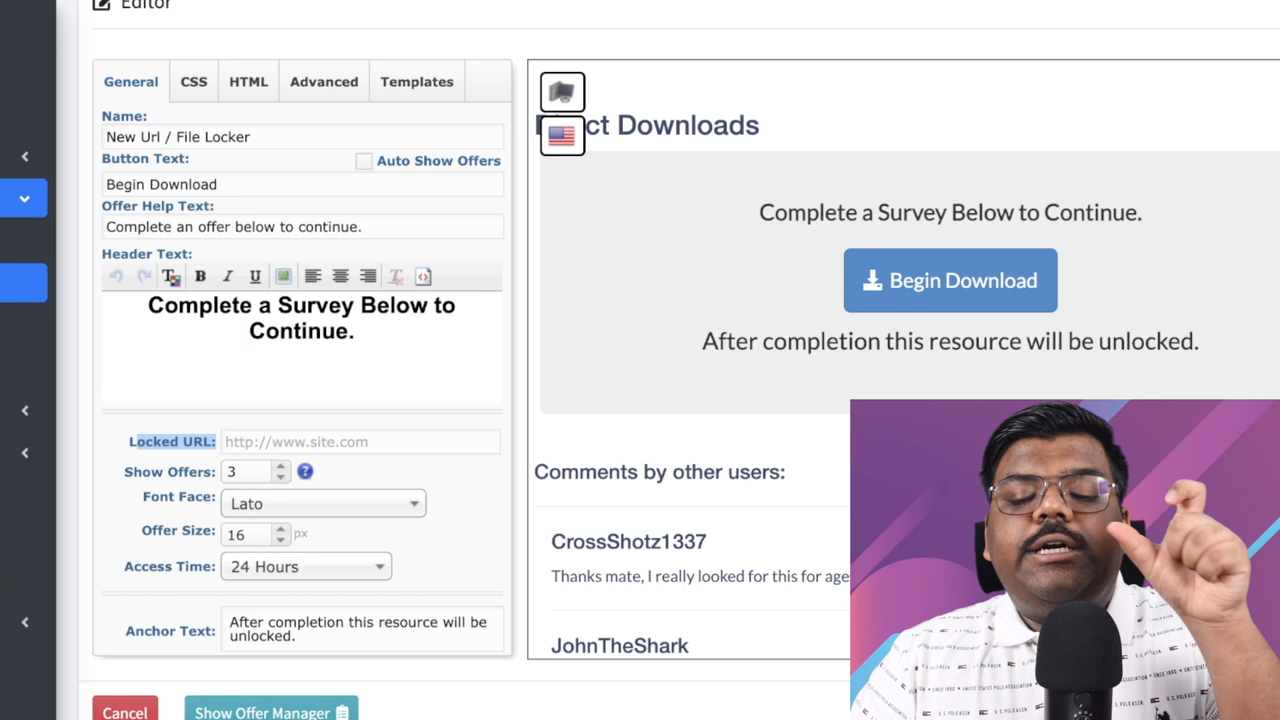 Editor
General CSS HTML Advanced Templates
Name:
New Url / File Locker
Button Text:
Auto Show Offers
Begin Download
Offer Help Text:
Complete an offer below to continue.
Header Text:
B I U
Complete a Survey Below to
Continue.
Locked URL: http://www.site.com
Show Offers: 3
Font Face: Lato
Offer Size: 16 px
Access Time: 24 Hours
Anchor Text: After completion this resource will be
unlocked.
Cancel
Show Offer Manager
ct Downloads
Complete a Survey Below to Continue.
Begin Download
After completion this resource will be unlocked.
Comments by other users:
CrossShotz1337
Thanks mate, I really looked for this for age
JohnTheShark